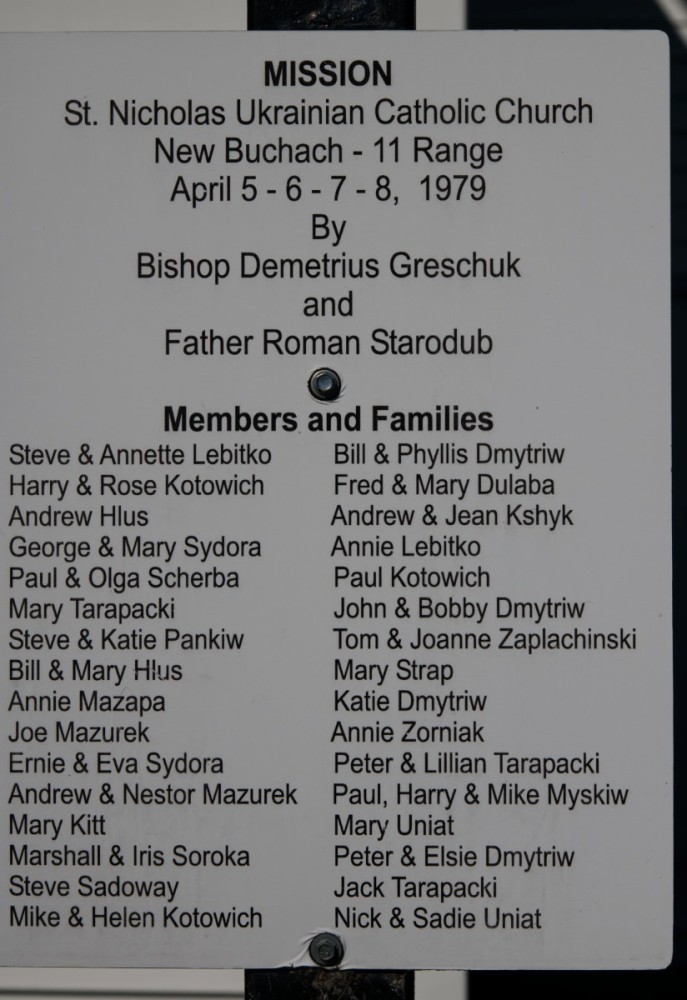 MISSION
St. Nicholas Ukrainian Catholic Church
New Buchach - 11 Range
April 5 - 6 - 7 - 8, 1979
By
Bishop Demetrius Greschuk
and
Father Roman Starodub
Members and Families
Steve & Annette Lebitko
Harry & Rose Kotowich
Andrew Hlus
George & Mary Sydora
Paul & Olga Scherba
Mary Tarapacki
Steve & Katie Pankiw
Bill & Mary Hlus
Annie Mazapa
Joe Mazurek
Ernie & Eva Sydora
Andrew & Nestor Mazurek
Mary Kitt
Marshall & Iris Soroka
Steve Sadoway
Mike & Helen Kotowich
Bill & Phyllis Dmytriw
Fred & Mary Dulaba
Andrew & Jean Kshyk
Annie Lebitko
Paul Kotowich
John & Bobby Dmytriw
Tom & Joanne Zaplachinski
Mary Strap
Katie Dmytriw
Annie Zorniak
Peter & Lillian Tarapacki
Paul, Harry & Mike Myskiw
Mary Uniat
Peter & Elsie Dmytriw
Jack Tarapacki
Nick & Sadie Uniat